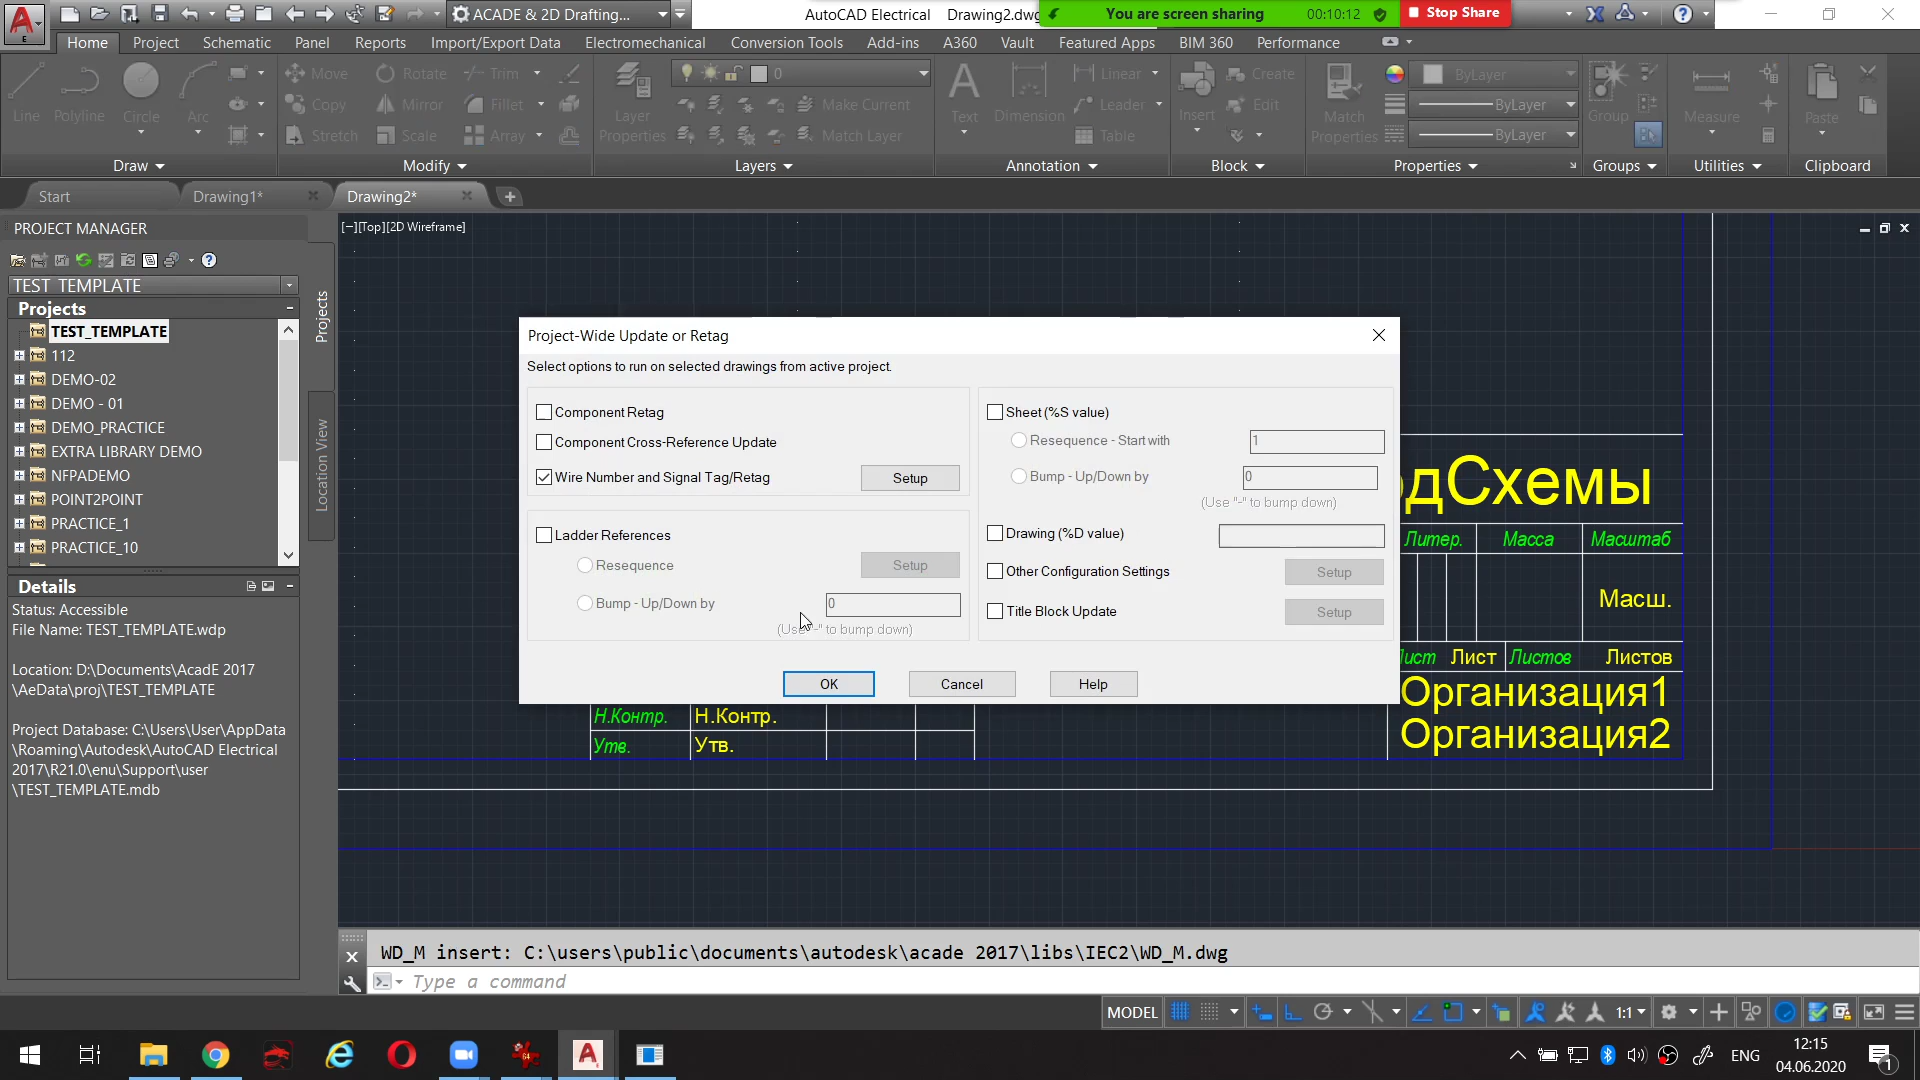 ACADE & 2D Drafting...
AutoCAD Electrical Drawing2.dwg
You are screen sharing 00:10:12 Stop Share
Home Project Schematic Panel Reports Import/Export Data Electromechanical Conversion Tools Add-ins A360 Vault Featured Apps BIM 360 Performance
Line Polyline Circle Arc
Move Rotate Trim
Copy Mirror Fillet
Stretch Scale Array
Layer Properties
0
Make Current
Match Layer
Text Dimension
Linear
Leader
Table
Insert
Create
Edit
Match Properties
ByLayer
ByLayer
ByLayer
Group Measure Paste
Draw Modify Layers Annotation Block Properties Groups Utilities Clipboard
Start Drawing1* Drawing2*
PROJECT MANAGER
[−][Top][2D Wireframe]
TEST_TEMPLATE
Projects
TEST_TEMPLATE
112
DEMO-02
DEMO - 01
DEMO_PRACTICE
EXTRA LIBRARY DEMO
NFPADEMO
POINT2POINT
PRACTICE_1
PRACTICE_10
Projects
Location View
Details
Status: Accessible
File Name: TEST_TEMPLATE.wdp
Location: D:\Documents\AcadE 2017
\AeData\proj\TEST_TEMPLATE
Project Database: C:\Users\User\AppData
\Roaming\Autodesk\AutoCAD Electrical
2017\R21.0\enu\Support\user
\TEST_TEMPLATE.mdb
Project-Wide Update or Retag
Select options to run on selected drawings from active project.
Component Retag
Component Cross-Reference Update
Wire Number and Signal Tag/Retag Setup
Ladder References
Resequence Setup
Bump - Up/Down by 0
(Use "-" to bump down)
Sheet (%S value)
Resequence - Start with 1
Bump - Up/Down by 0
(Use "-" to bump down)
Drawing (%D value)
Other Configuration Settings Setup
Title Block Update Setup
OK Cancel Help
одСхемы
Литер. Масса Масштаб
Масш.
Лист Лист Листов Листов
Организация1
Организация2
Н.Контр. Н.Контр.
Утв. Утв.
WD_M insert: C:\users\public\documents\autodesk\acade 2017\libs\IEC2\WD_M.dwg
Type a command
MODEL 1:1
64
ENG
12:15
04.06.2020
1